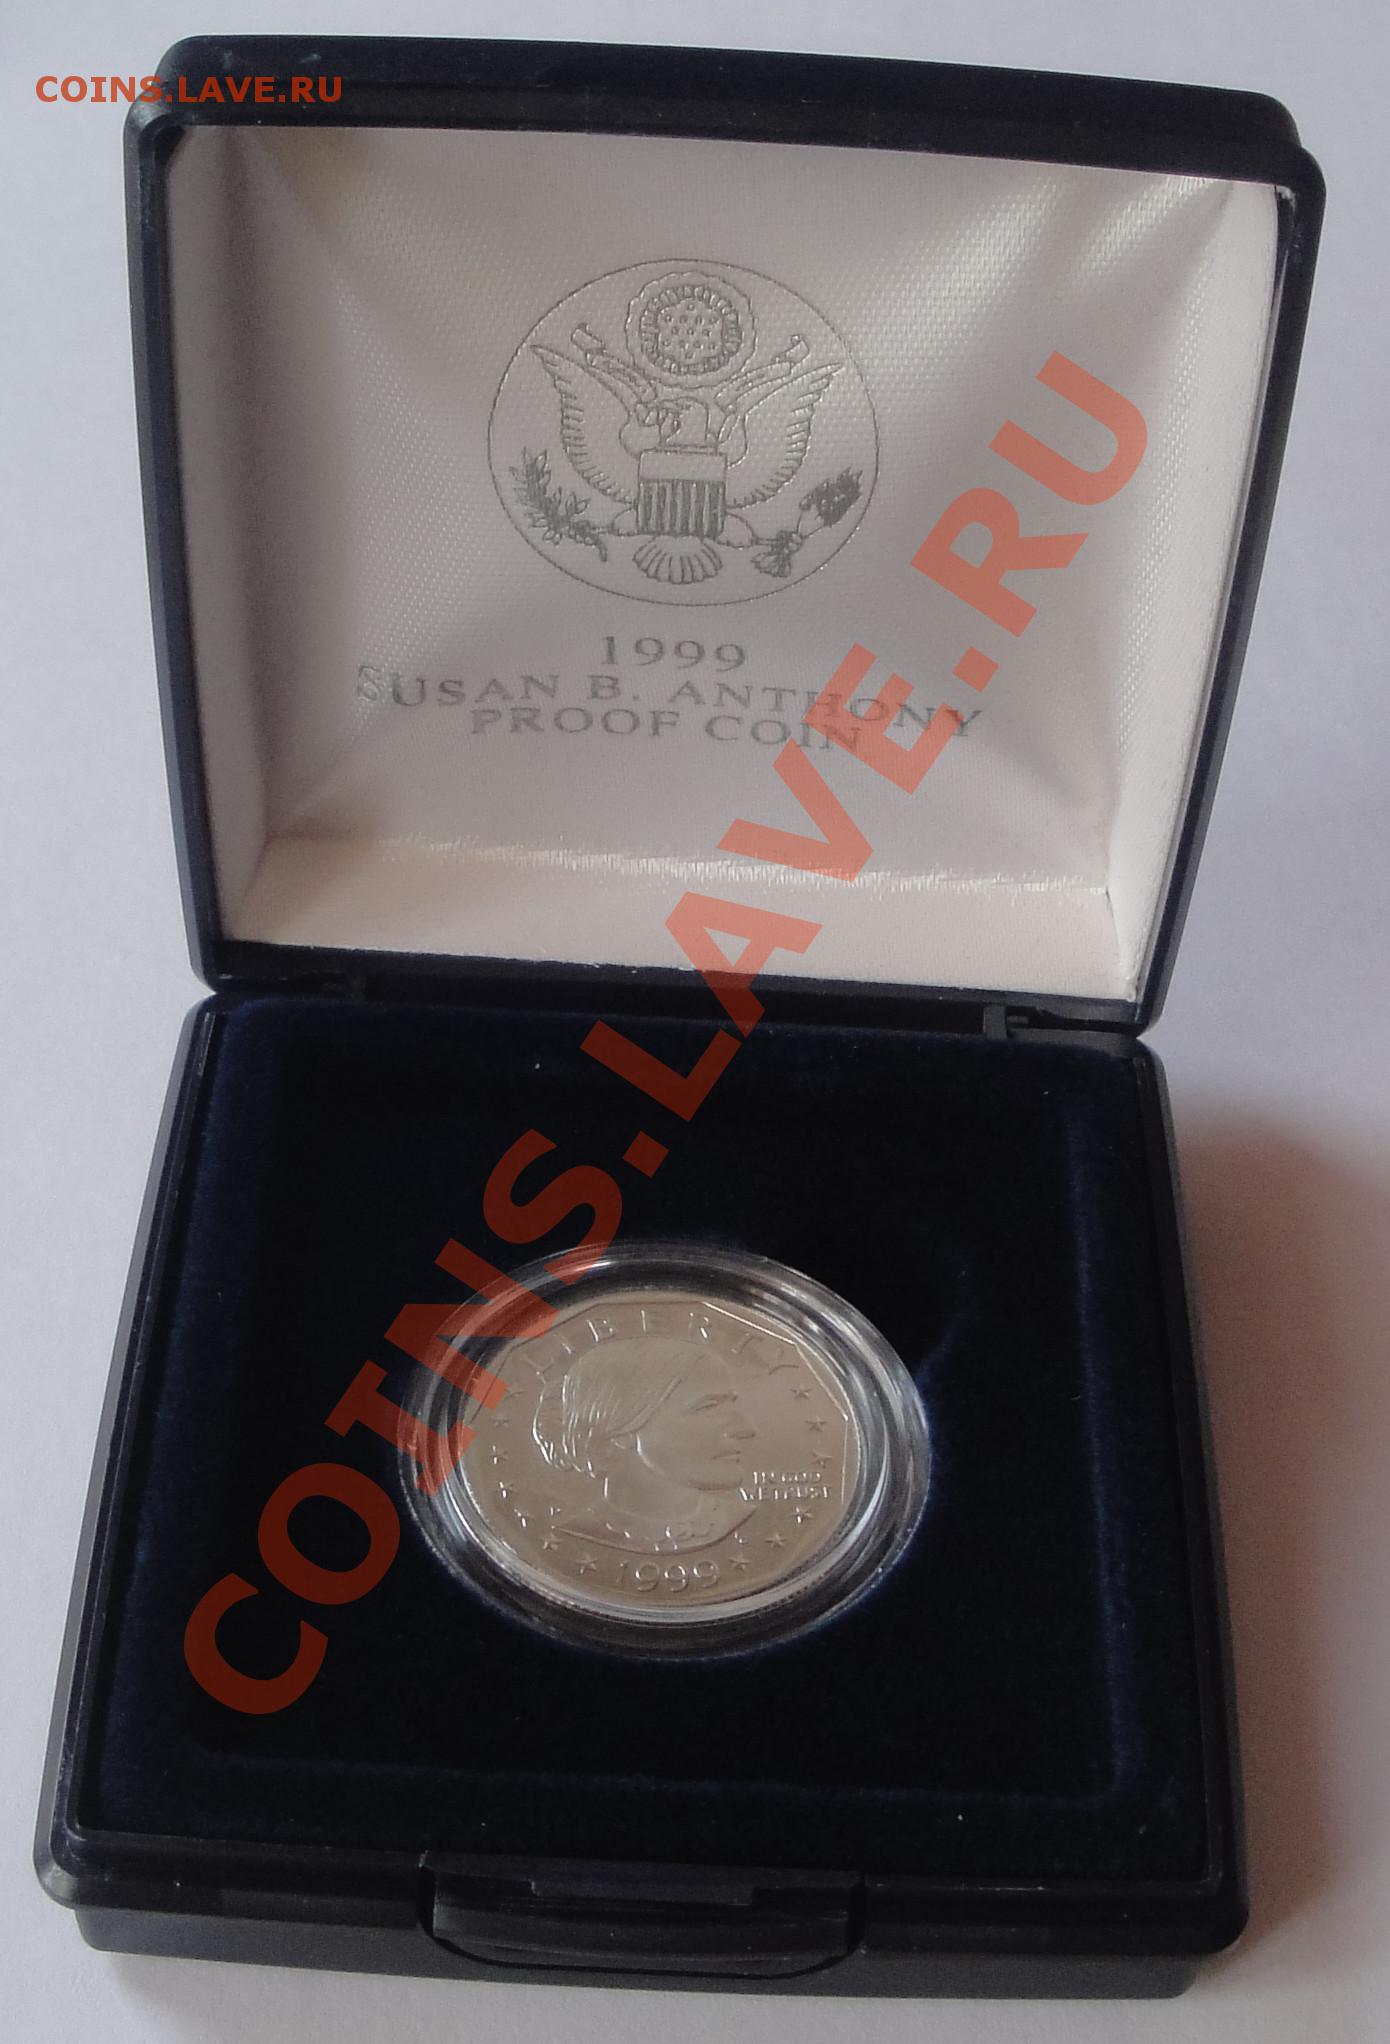 COINS.LAVE.RU
1999
SUSAN B. ANTHONY
PROOF COIN
COINS.LAVE.RU
LIBERTY
IN GOD
WE TRUST
P
1999